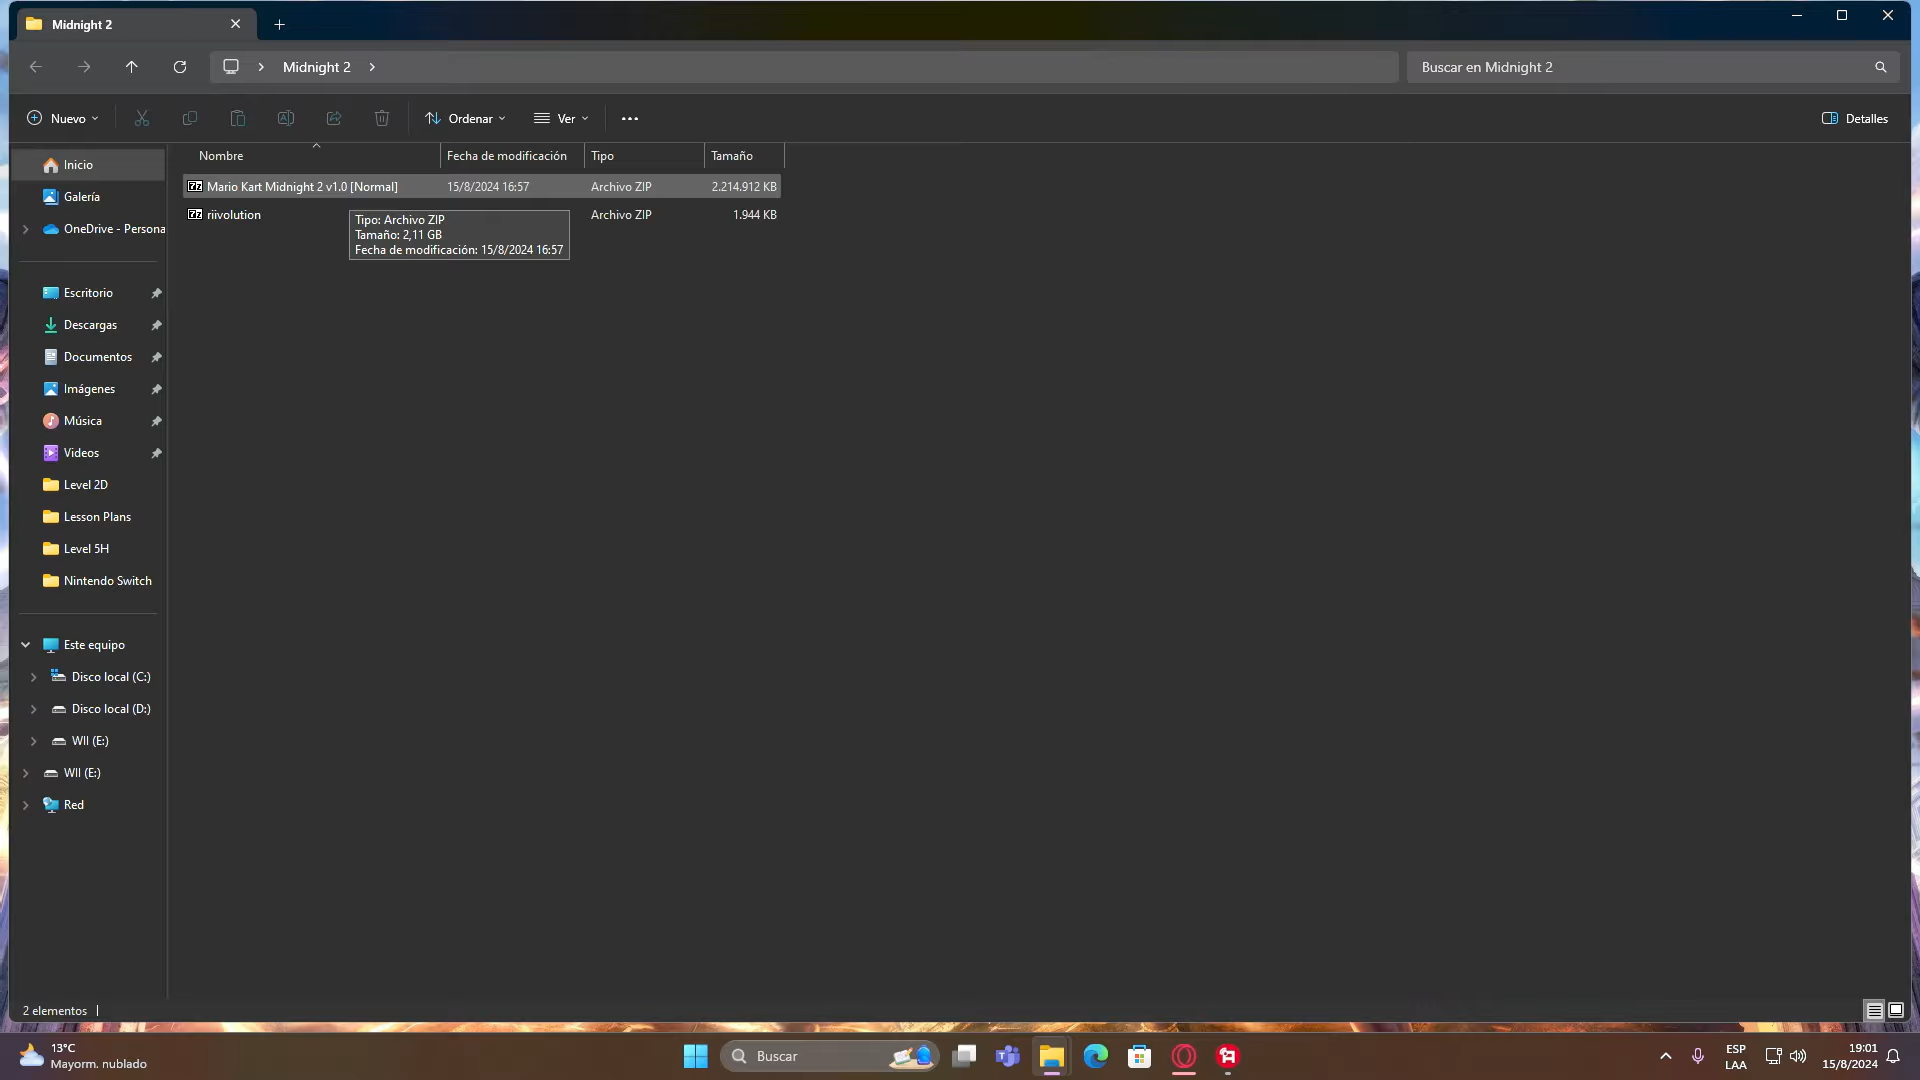 Midnight 2
Midnight 2
Buscar en Midnight 2
Nuevo
Ordenar
Ver
Detalles
Nombre
Fecha de modificación
Tipo
Tamaño
Mario Kart Midnight 2 v1.0 [Normal]
15/8/2024 16:57
Archivo ZIP
2.214.912 KB
riivolution
Archivo ZIP
1.944 KB
Tipo: Archivo ZIP
Tamaño: 2,11 GB
Fecha de modificación: 15/8/2024 16:57
Inicio
Galería
OneDrive - Persona
Escritorio
Descargas
Documentos
Imágenes
Música
Videos
Level 2D
Lesson Plans
Level 5H
Nintendo Switch
Este equipo
Disco local (C:)
Disco local (D:)
WII (E:)
WII (E:)
Red
2 elementos
13°C
Mayorm. nublado
Buscar
ESP
LAA
19:01
15/8/2024